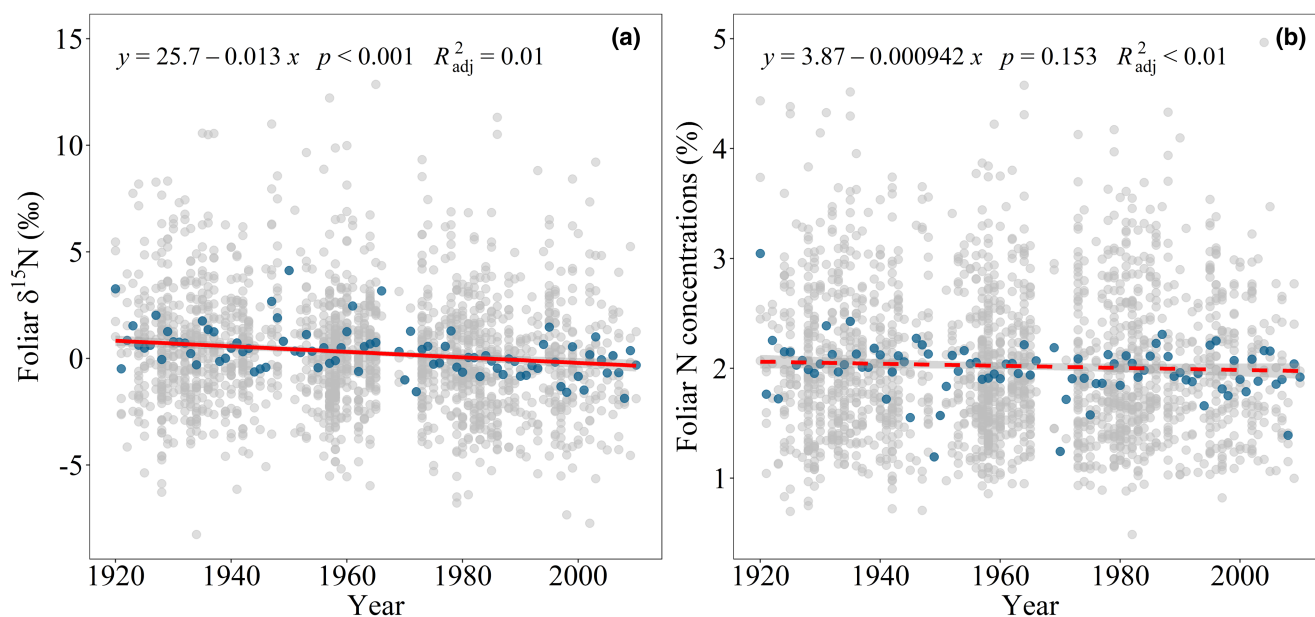 (a)
y = 25.7 – 0.013 x p < 0.001 R²adj = 0.01
15
10
5
0
-5
Foliar δ¹⁵N (‰)
1920 1940 1960 1980 2000
Year
(b)
y = 3.87 – 0.000942 x p = 0.153 R²adj < 0.01
5
4
3
2
1
Foliar N concentrations (%)
1920 1940 1960 1980 2000
Year